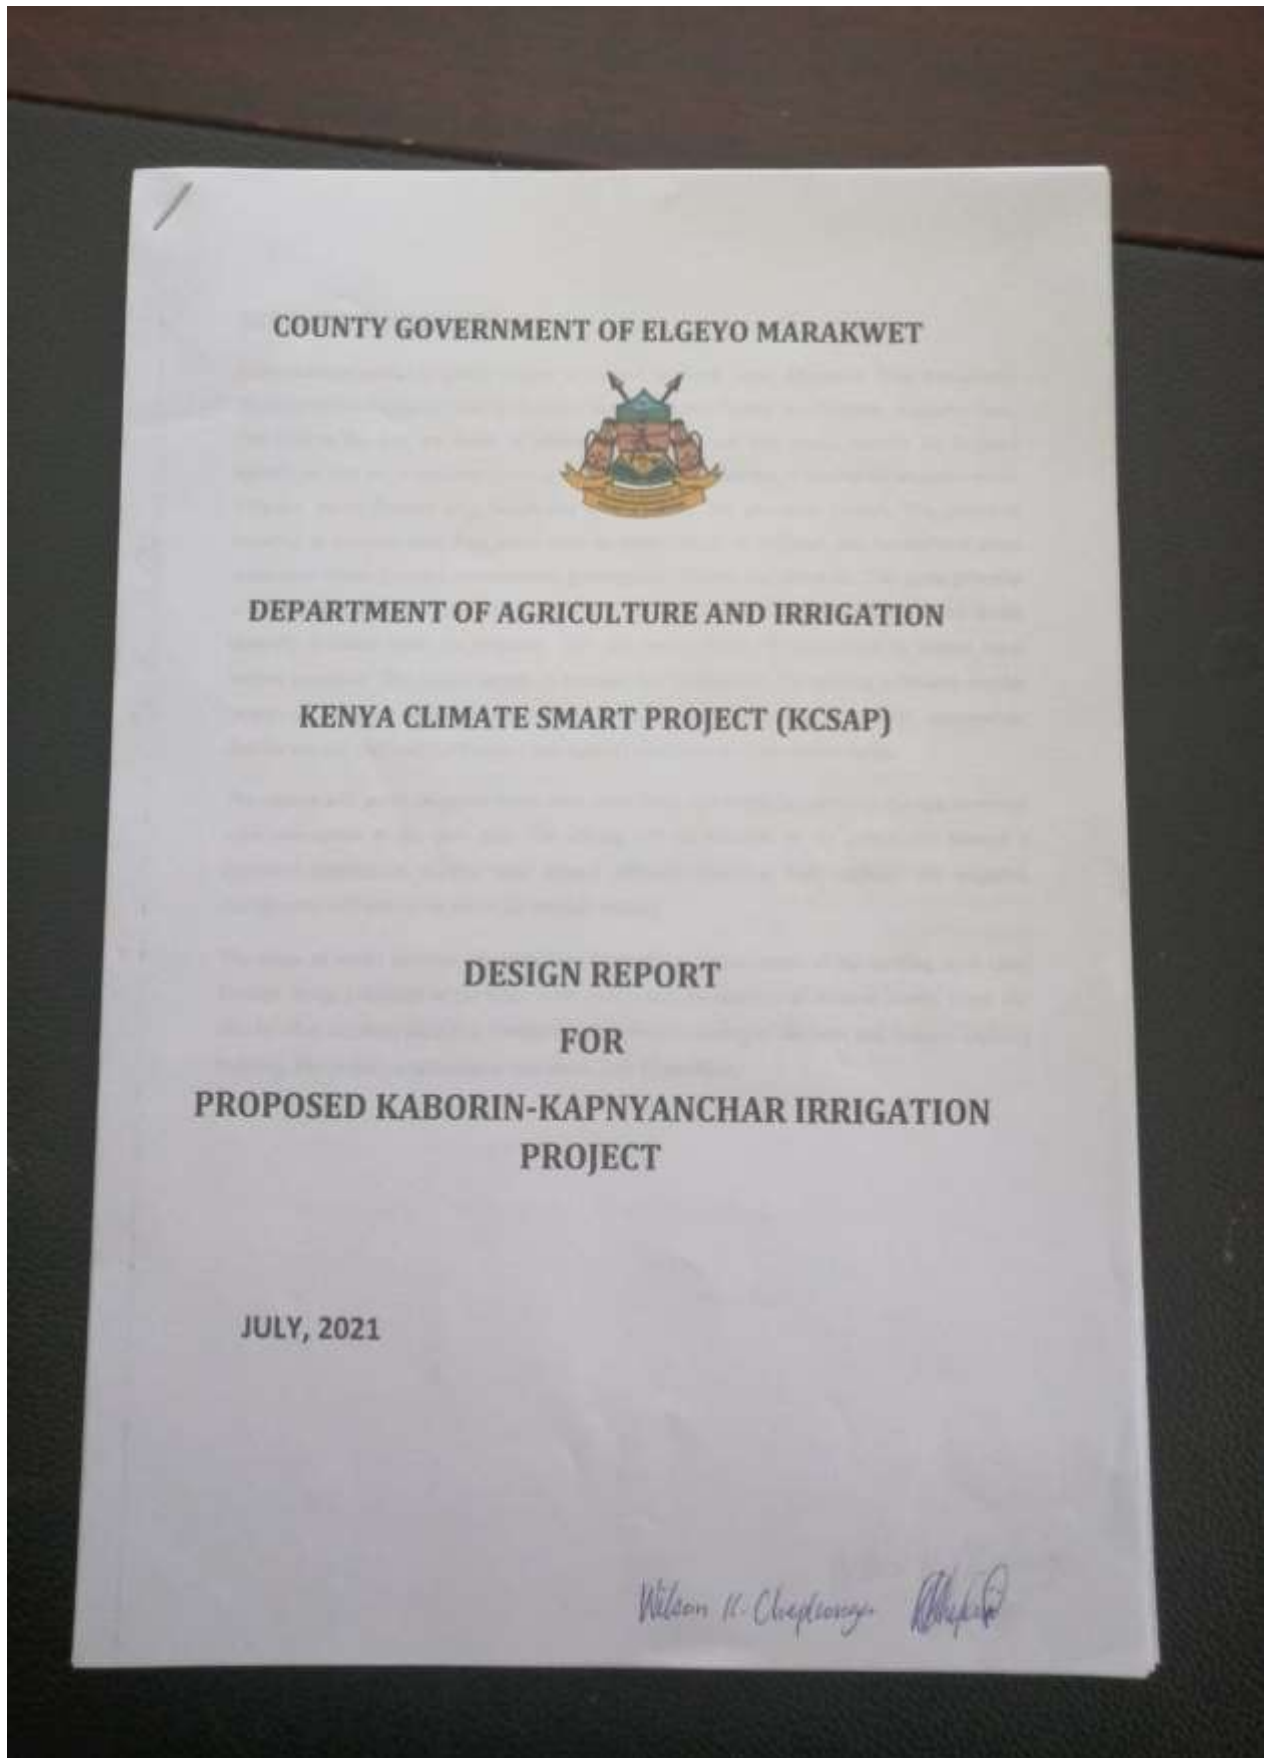 COUNTY GOVERNMENT OF ELGEYO MARAKWET
DEPARTMENT OF AGRICULTURE AND IRRIGATION
KENYA CLIMATE SMART PROJECT (KCSAP)
DESIGN REPORT
FOR
PROPOSED KABORIN-KAPNYANCHAR IRRIGATION
PROJECT
JULY, 2021
Wilson K.